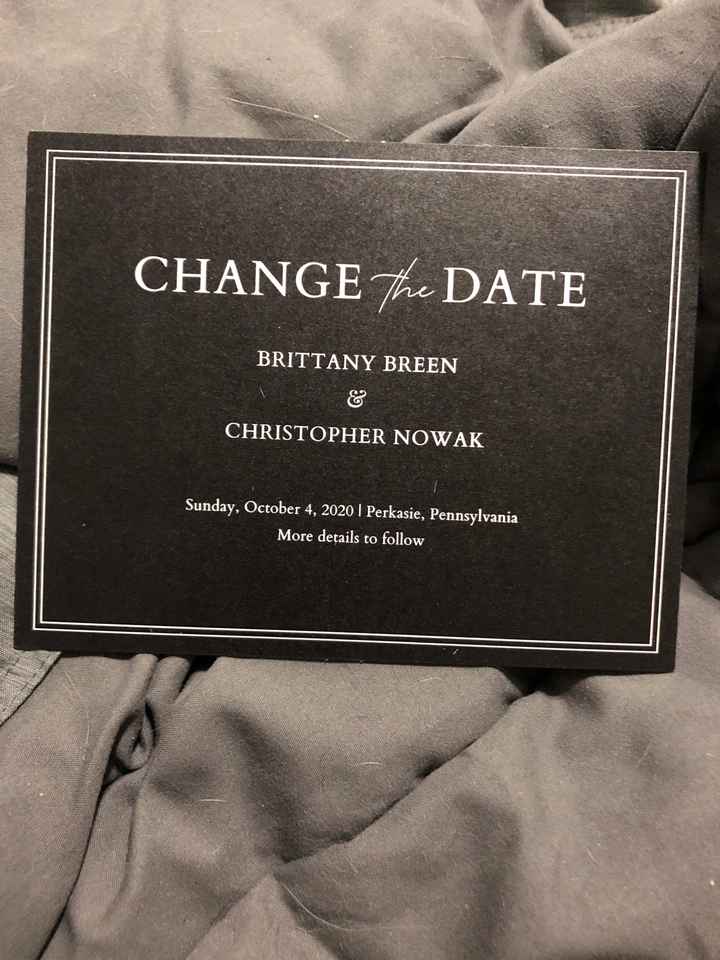 CHANGE the DATE
BRITTANY BREEN
&
CHRISTOPHER NOWAK
Sunday, October 4, 2020 | Perkasie, Pennsylvania
More details to follow